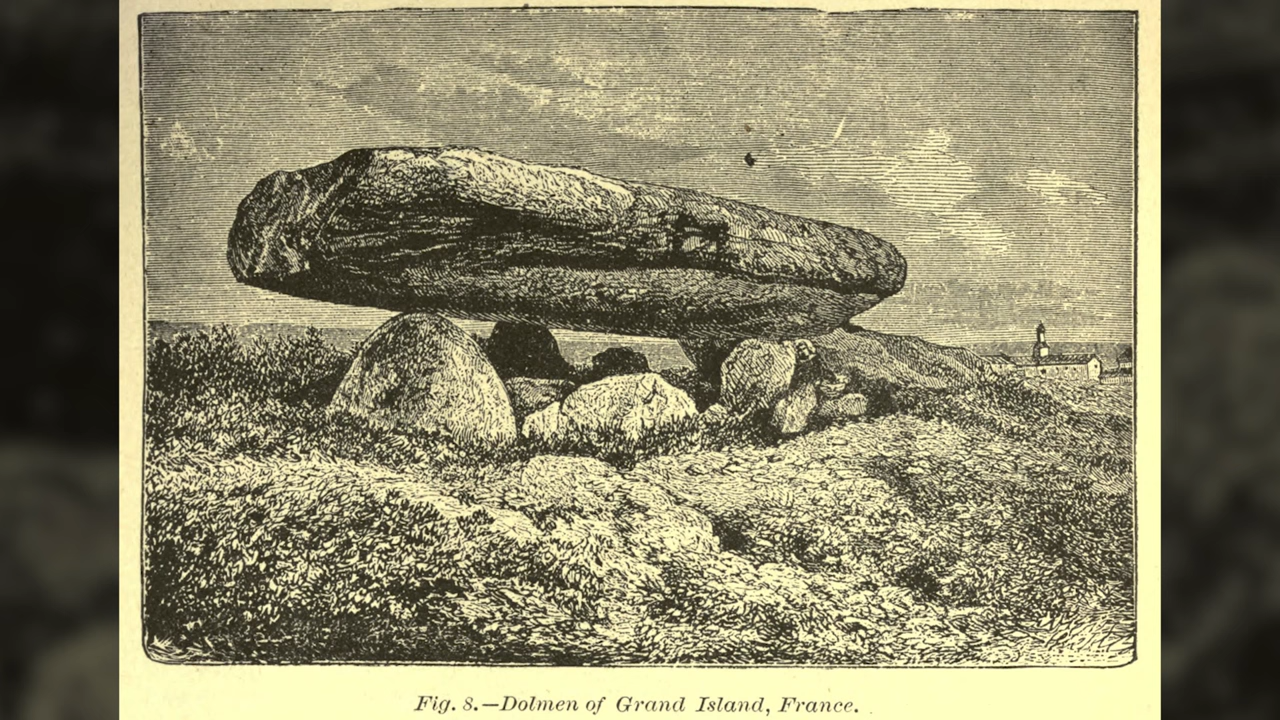 Fig. 8.—Dolmen of Grand Island, France.